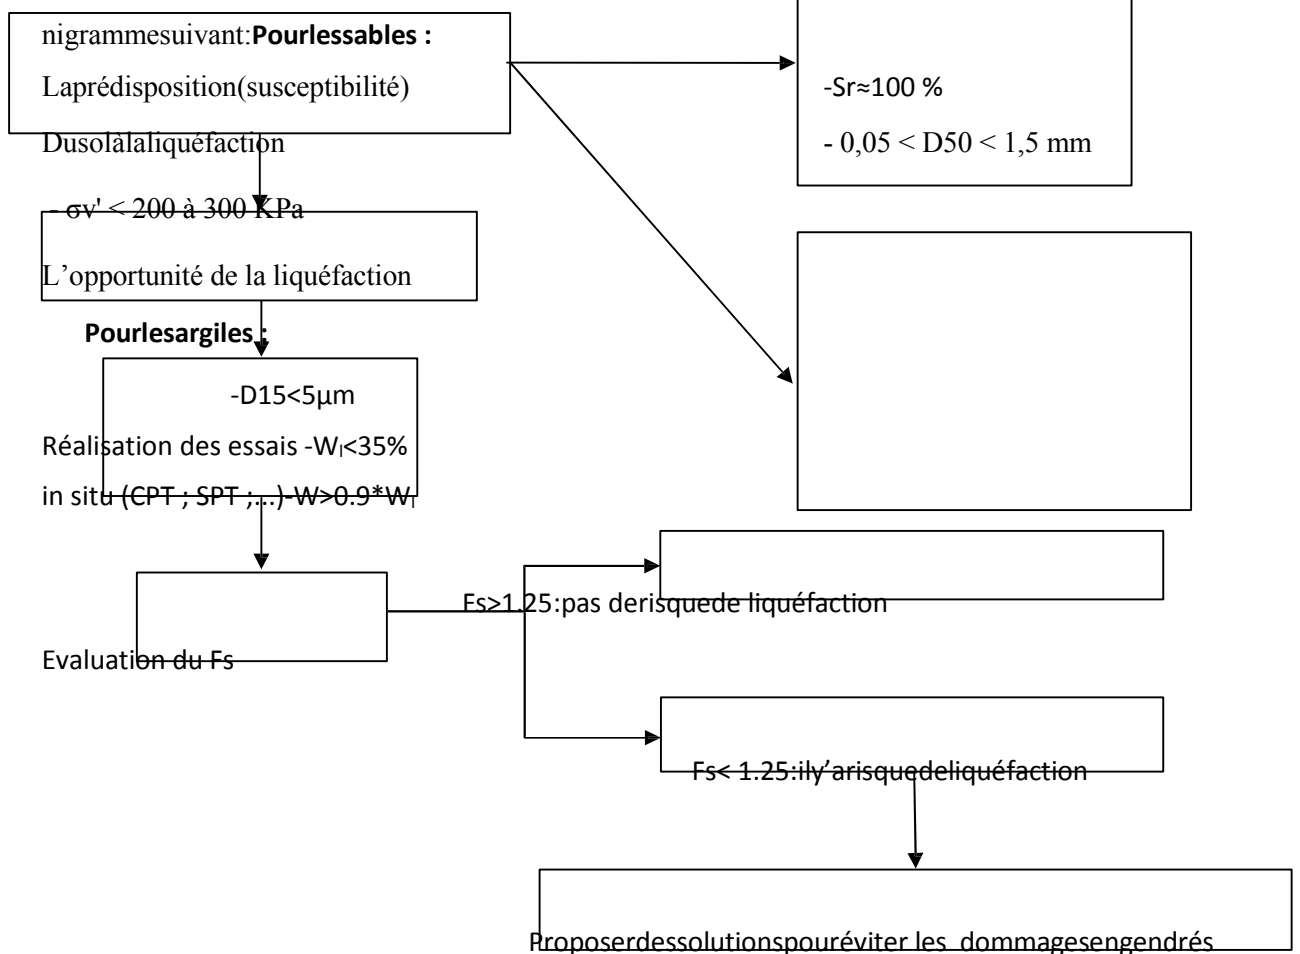 nigrammesuivant:Pourlessables :
Laprédisposition(susceptibilité)
-Sr≈100 %
Dusolàlaliquéfaction
- 0,05 < D50 < 1,5 mm
- σv' < 200 à 300 KPa
L’opportunité de la liquéfaction
Pourlesargiles :
-D15<5µm
Réalisation des essais -Wl<35%
in situ (CPT ; SPT ;...)-W>0.9*Wl
Fs>1.25:pas derisquede liquéfaction
Evaluation du Fs
Fs< 1.25:ily’arisquedeliquéfaction
Proposerdessolutionspouréviter les dommagesengendrés